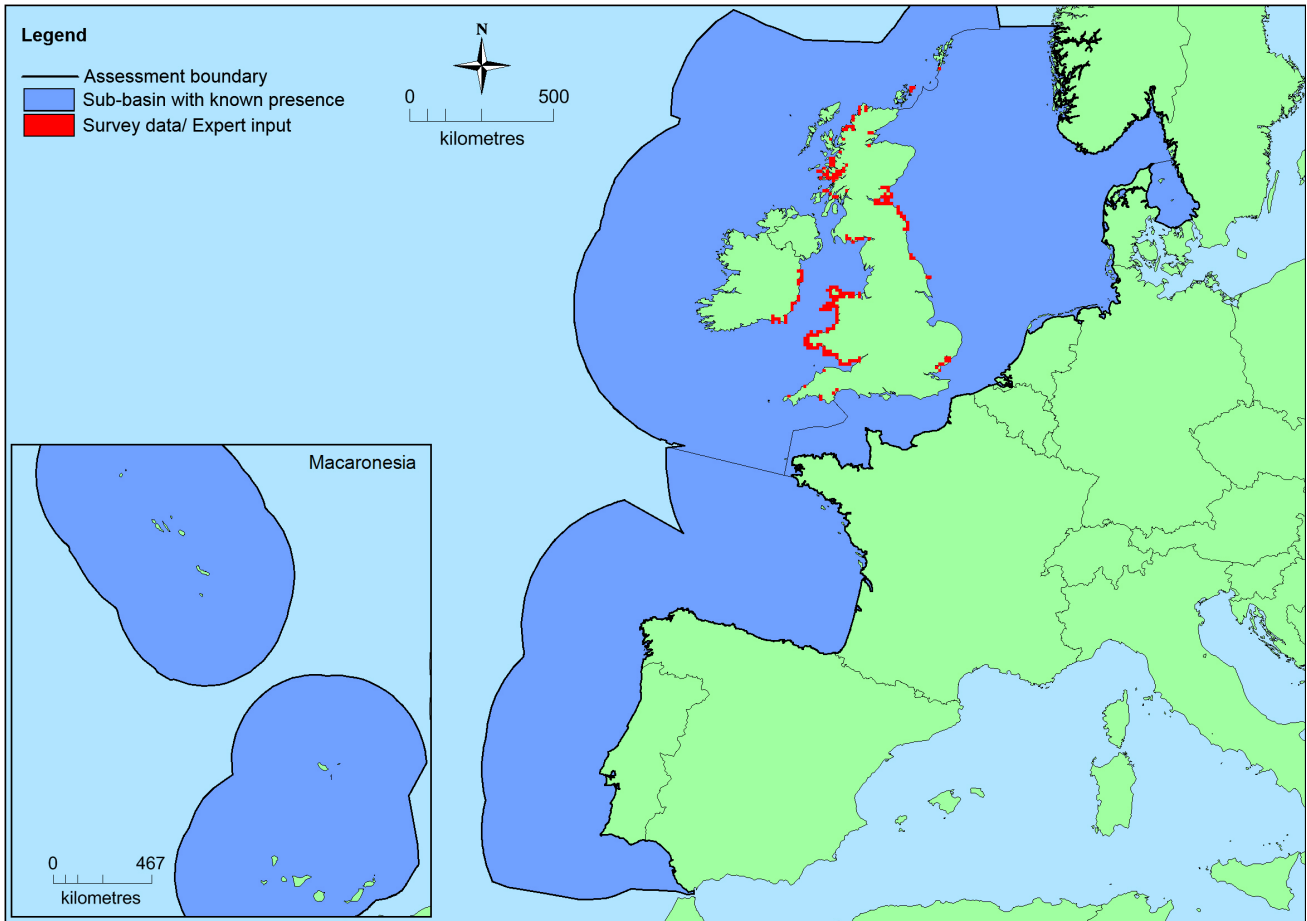 Legend
Assessment boundary
Sub-basin with known presence
Survey data/ Expert input
N
0 500
kilometres
Macaronesia
0 467
kilometres